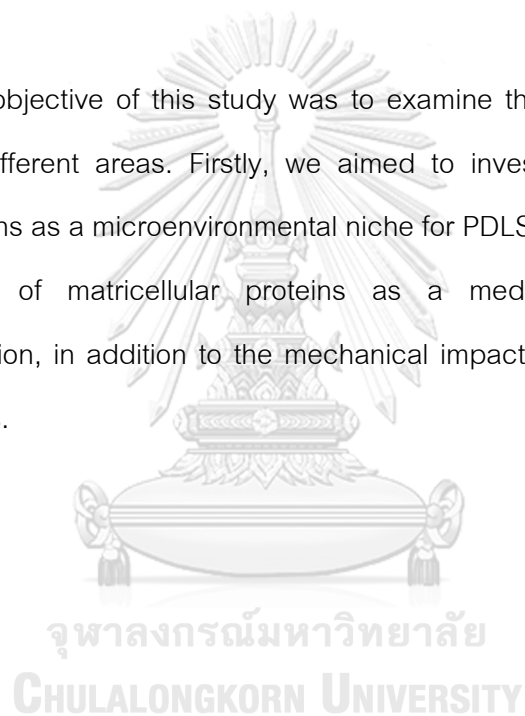 objective of this study was to examine th
fferent areas. Firstly, we aimed to inves
ns as a microenvironmental niche for PDLS
of matricellular proteins as a med
ion, in addition to the mechanical impact
จุฬาลงกรณ์มหาวิทยาลัย
CHULALONGKORN UNIVERSITY